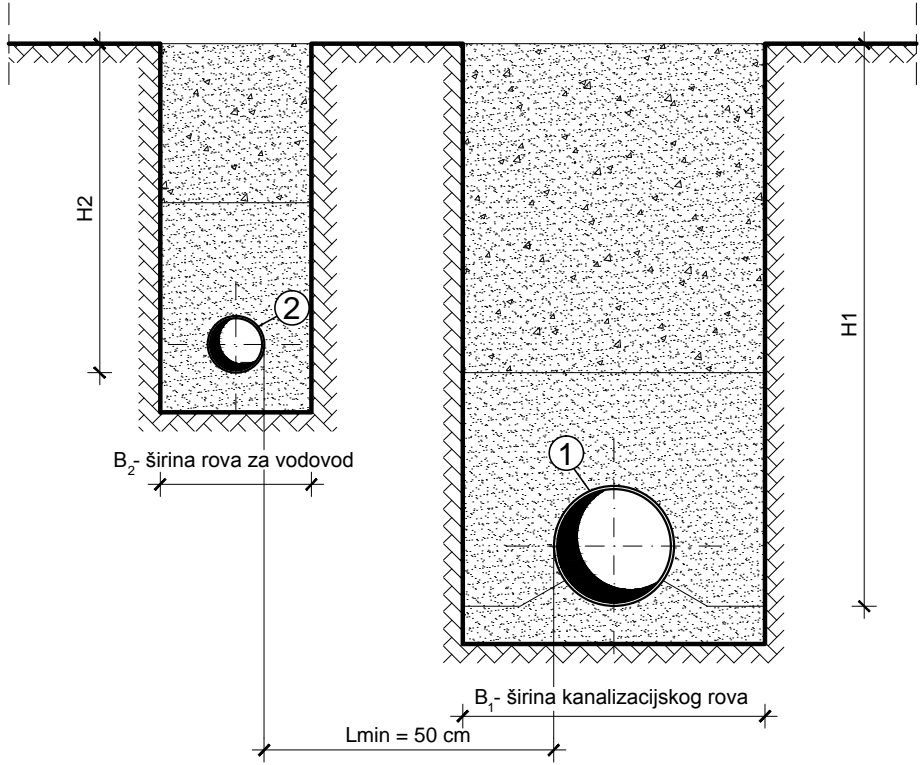 H2
2
H1
B2- širina rova za vodovod
1
B1- širina kanalizacijskog rova
Lmin = 50 cm